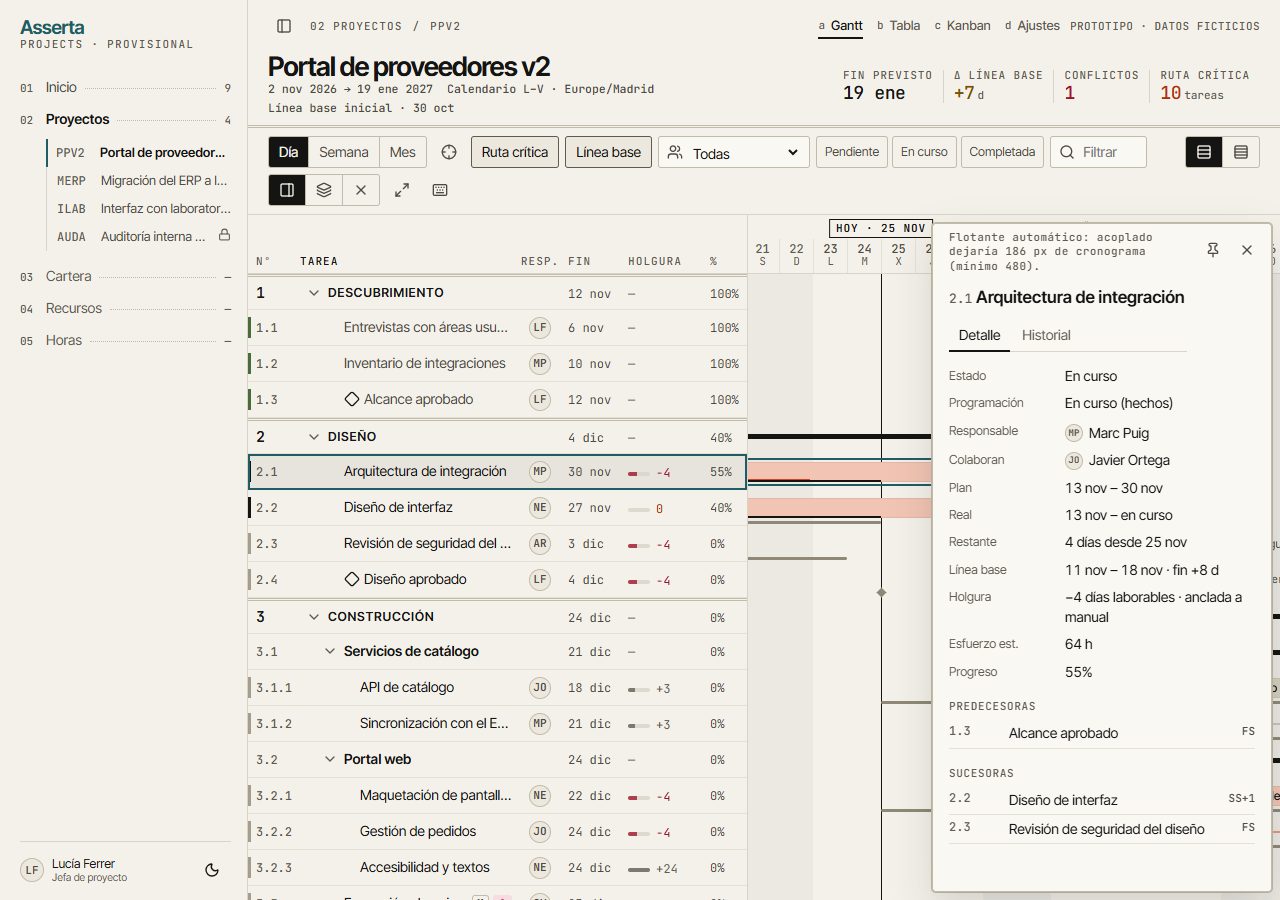 Asserta
PROJECTS · PROVISIONAL
01 Inicio 9
02 Proyectos 4
PPV2 Portal de proveedor...
MERP Migración del ERP a l...
ILAB Interfaz con laborator...
AUDA Auditoría interna ...
03 Cartera —
04 Recursos —
05 Horas —
LF Lucía Ferrer
Jefa de proyecto
02 PROYECTOS / PPV2
a Gantt b Tabla c Kanban d Ajustes PROTOTIPO · DATOS FICTICIOS
Portal de proveedores v2
2 nov 2026 → 19 ene 2027 Calendario L–V · Europe/Madrid
Línea base inicial · 30 oct
FIN PREVISTO
19 ene
Δ LÍNEA BASE
+7 d
CONFLICTOS
1
RUTA CRÍTICA
10 tareas
Día Semana Mes Ruta crítica Línea base Todas Pendiente En curso Completada Filtrar
HOY · 25 NOV
21 22 23 24 25
S D L M X
N° TAREA RESP. FIN HOLGURA %
1 DESCUBRIMIENTO 12 nov — 100%
1.1 Entrevistas con áreas usu... LF 6 nov — 100%
1.2 Inventario de integraciones MP 10 nov — 100%
1.3 Alcance aprobado LF 12 nov — 100%
2 DISEÑO 4 dic — 40%
2.1 Arquitectura de integración MP 30 nov -4 55%
2.2 Diseño de interfaz NE 27 nov 0 40%
2.3 Revisión de seguridad del ... AR 3 dic -4 0%
2.4 Diseño aprobado LF 4 dic -4 0%
3 CONSTRUCCIÓN 24 dic — 0%
3.1 Servicios de catálogo 21 dic — 0%
3.1.1 API de catálogo JO 18 dic +3 0%
3.1.2 Sincronización con el E... MP 21 dic +3 0%
3.2 Portal web 24 dic — 0%
3.2.1 Maquetación de pantall... NE 22 dic -4 0%
3.2.2 Gestión de pedidos JO 24 dic -4 0%
3.2.3 Accesibilidad y textos NE 24 dic +24 0%
Flotante automático: acoplado
dejaría 186 px de cronograma
(mínimo 480).
2.1 Arquitectura de integración
Detalle Historial
Estado En curso
Programación En curso (hechos)
Responsable MP Marc Puig
Colaboran JO Javier Ortega
Plan 13 nov – 30 nov
Real 13 nov – en curso
Restante 4 días desde 25 nov
Línea base 11 nov – 18 nov · fin +8 d
Holgura −4 días laborables · anclada a
manual
Esfuerzo est. 64 h
Progreso 55%
PREDECESORAS
1.3 Alcance aprobado FS
SUCESORAS
2.2 Diseño de interfaz SS+1
2.3 Revisión de seguridad del diseño FS